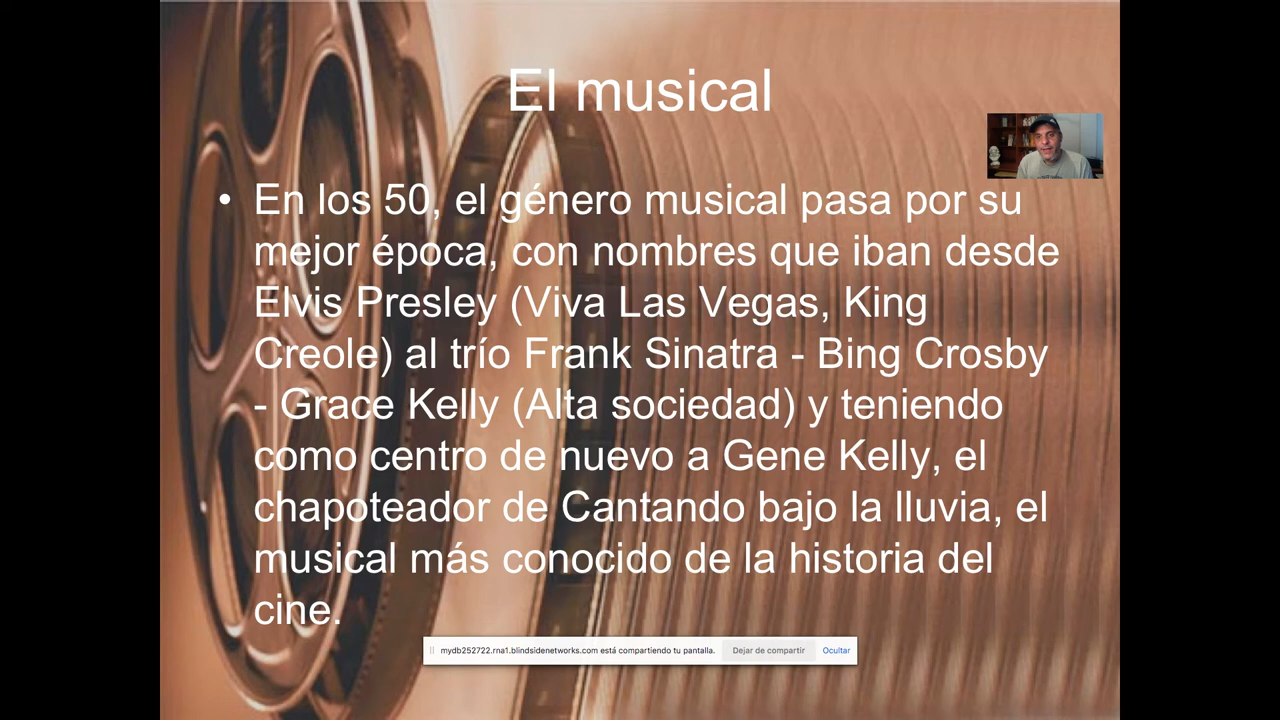 El musical
• En los 50, el género musical pasa por su
mejor época, con nombres que iban desde
Elvis Presley (Viva Las Vegas, King
Creole) al trío Frank Sinatra - Bing Crosby
- Grace Kelly (Alta sociedad) y teniendo
como centro de nuevo a Gene Kelly, el
chapoteador de Cantando bajo la lluvia, el
musical más conocido de la historia del
cine.
mydb252722.rna1.blindsidenetworks.com está compartiendo tu pantalla. Dejar de compartir Ocultar